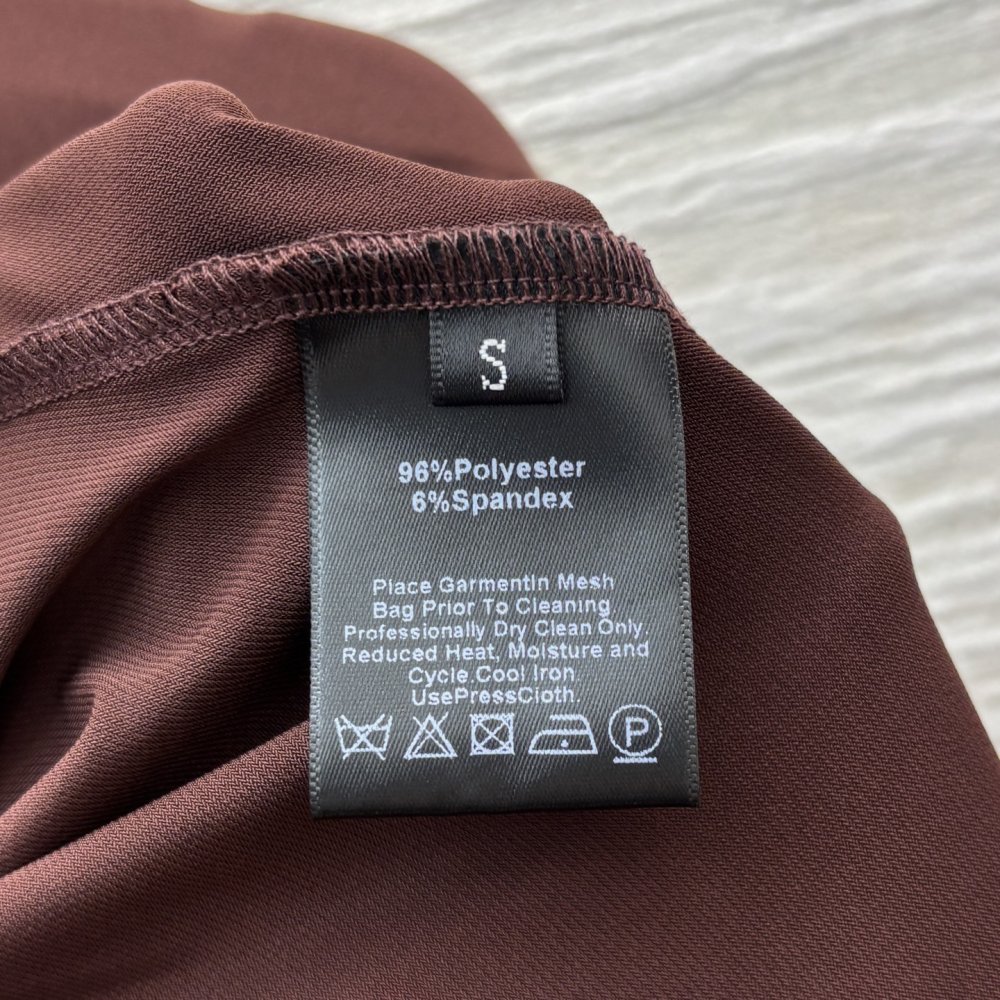 S
96%Polyester
6%Spandex
Place GarmentIn Mesh
Bag Prior To Cleaning
Professionally Dry Clean Only,
Reduced Heat, Moisture and
Cycle.Cool Iron
UsePressCloth.
P